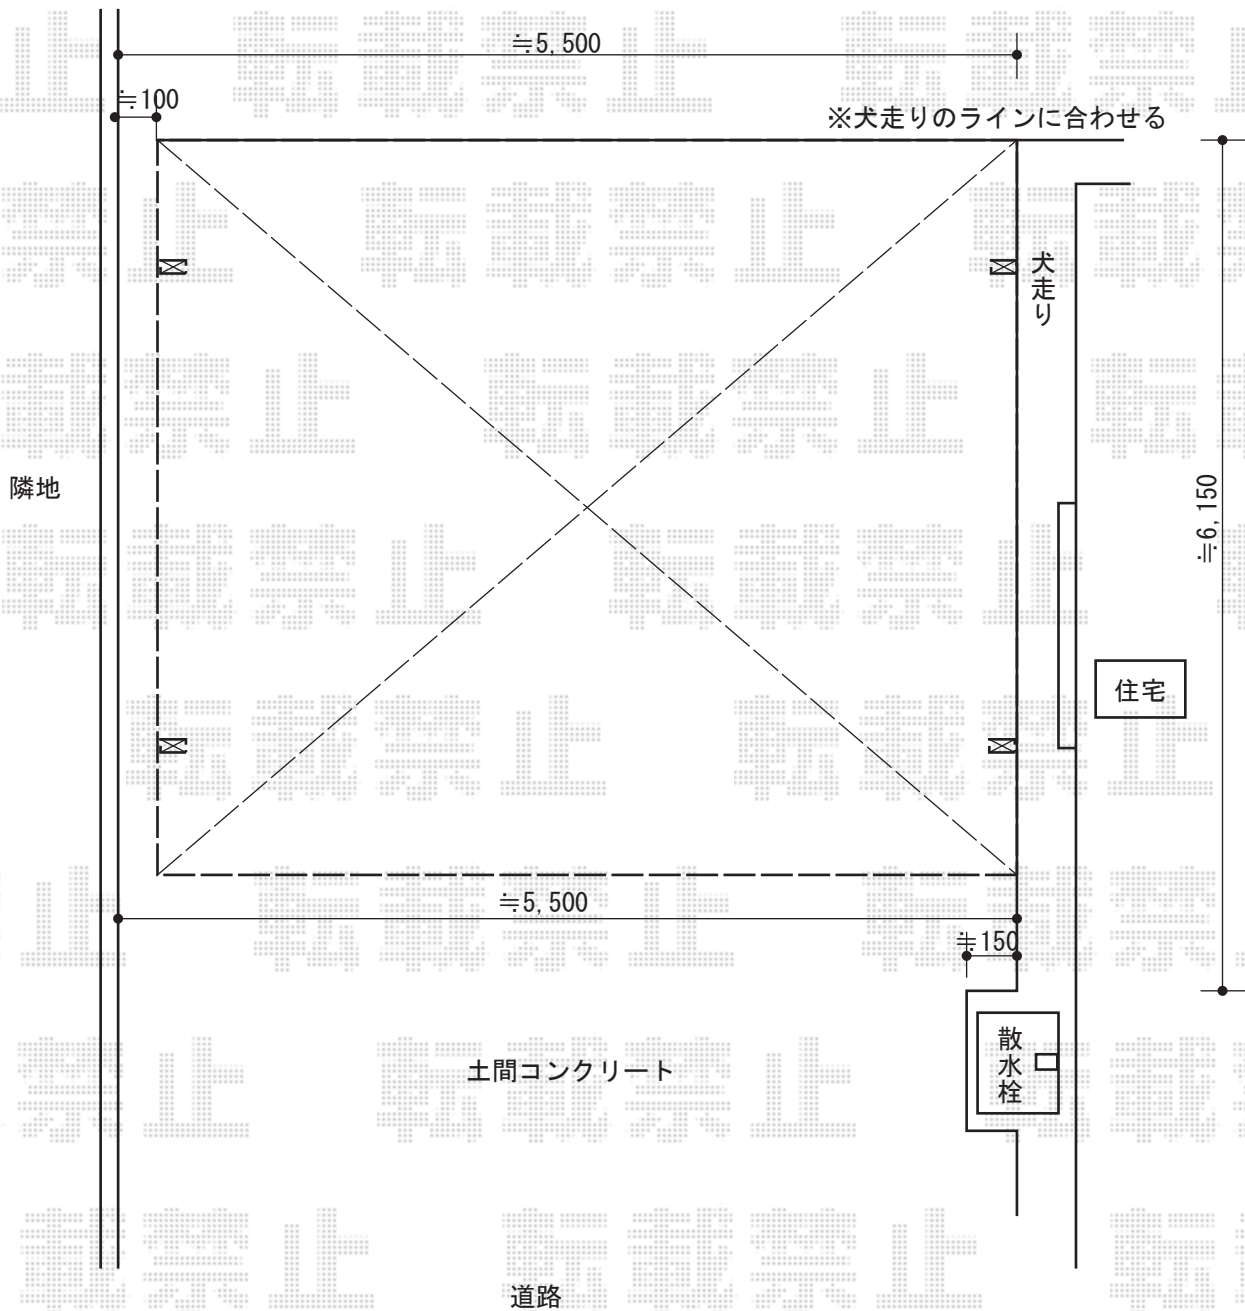 ≒5,500
≒100
※犬走りのラインに合わせる
犬走り
隣地
≒6,150
住宅
≒5,500
≒150
散水栓
土間コンクリート
道路
転載禁止